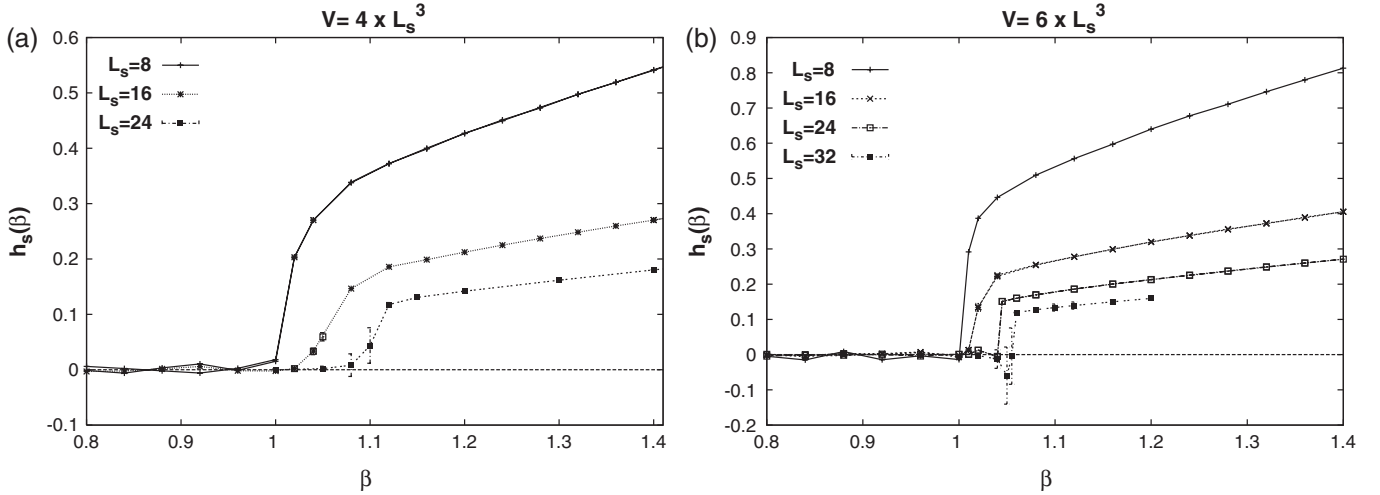 (a)
V= 4 x L_s^3
0.6
0.5
0.4
0.3
0.2
0.1
0
-0.1
h_s(β)
L_s=8
L_s=16
L_s=24
0.8 0.9 1 1.1 1.2 1.3 1.4
β
(b)
V= 6 x L_s^3
0.9
0.8
0.7
0.6
0.5
0.4
0.3
0.2
0.1
0
-0.1
-0.2
h_s(β)
L_s=8
L_s=16
L_s=24
L_s=32
0.8 0.9 1 1.1 1.2 1.3 1.4
β